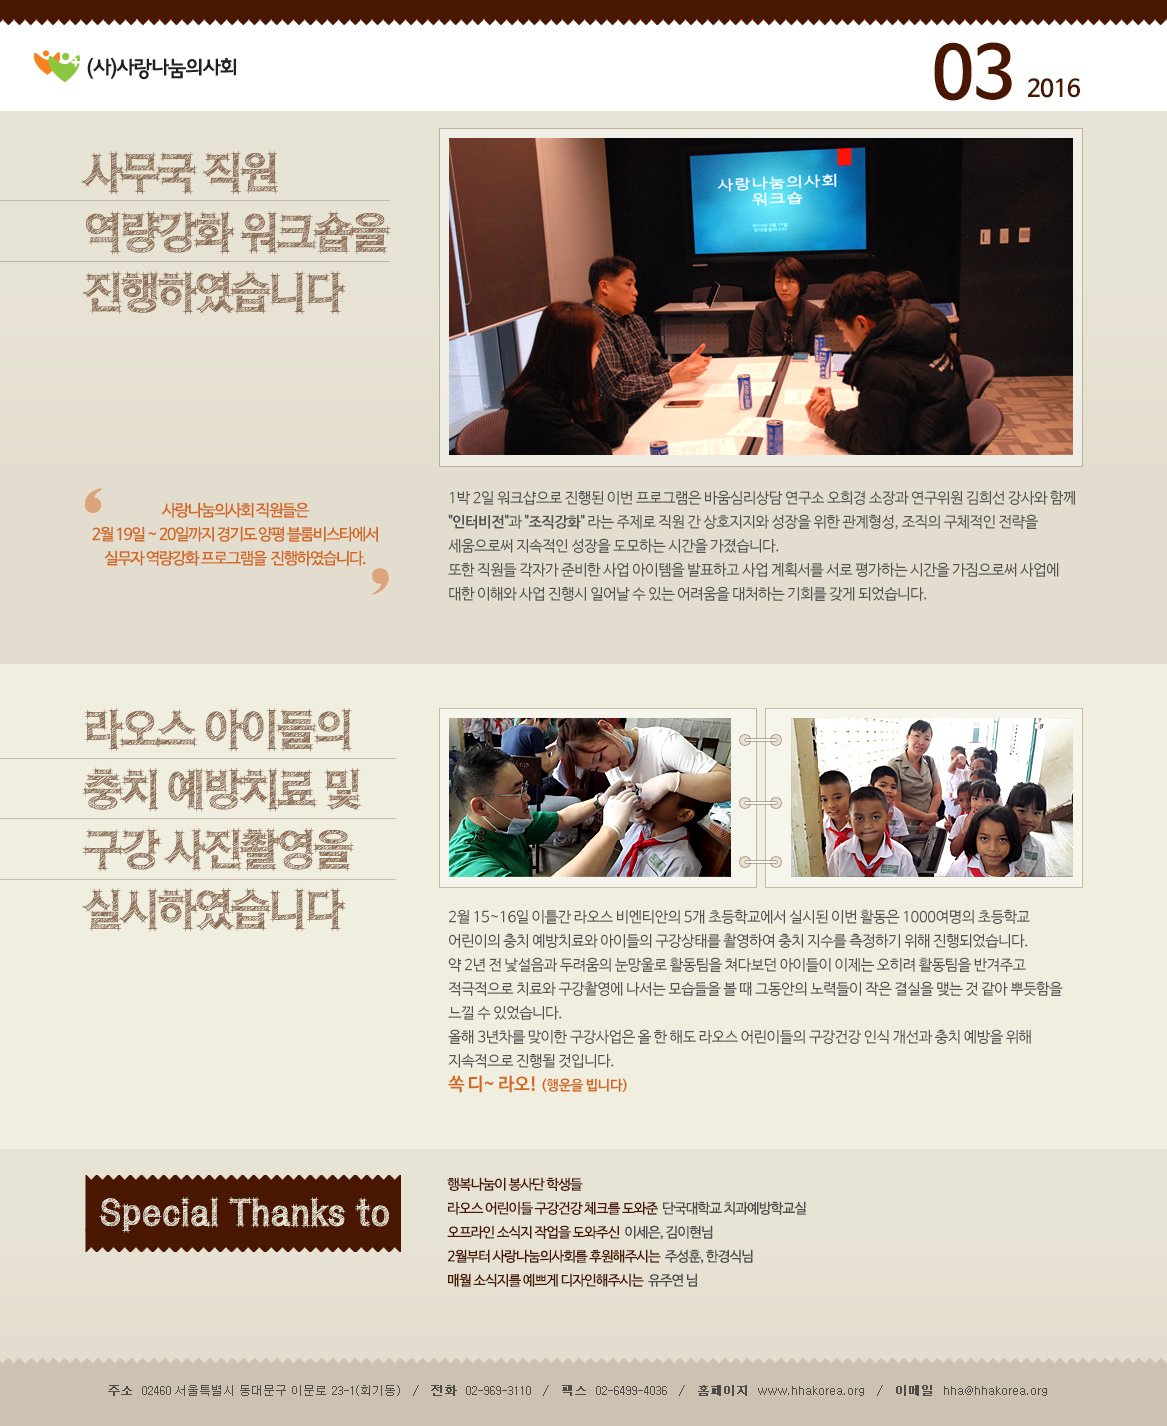 (사)사랑나눔의사회
03 2016
사무국 직원
역량강화 워크숍을
진행하였습니다
사랑나눔의사회
워크숍
사랑나눔의사회 직원들은
2월 19일 ~ 20일까지 경기도 양평 블룸비스타에서
실무자 역량강화 프로그램을 진행하였습니다.
1박 2일 워크샵으로 진행된 이번 프로그램은 바움심리상담 연구소 오희경 소장과 연구위원 김희선 강사와 함께
"인터비전"과 "조직강화" 라는 주제로 직원 간 상호지지와 성장을 위한 관계형성, 조직의 구체적인 전략을
세움으로써 지속적인 성장을 도모하는 시간을 가졌습니다.
또한 직원들 각자가 준비한 사업 아이템을 발표하고 사업 계획서를 서로 평가하는 시간을 가짐으로써 사업에
대한 이해와 사업 진행시 일어날 수 있는 어려움을 대처하는 기회를 갖게 되었습니다.
라오스 아이들의
충치 예방치료 및
구강 사진촬영을
실시하였습니다
2월 15~16일 이틀간 라오스 비엔티안의 5개 초등학교에서 실시된 이번 활동은 1000여명의 초등학교
어린이의 충치 예방치료와 아이들의 구강상태를 촬영하여 충치 지수를 측정하기 위해 진행되었습니다.
약 2년 전 낯설음과 두려움의 눈망울로 활동팀을 쳐다보던 아이들이 이제는 오히려 활동팀을 반겨주고
적극적으로 치료와 구강촬영에 나서는 모습들을 볼 때 그동안의 노력들이 작은 결실을 맺는 것 같아 뿌듯함을
느낄 수 있었습니다.
올해 3년차를 맞이한 구강사업은 올 한 해도 라오스 어린이들의 구강건강 인식 개선과 충치 예방을 위해
지속적으로 진행될 것입니다.
쏙 디~ 라오! (행운을 빕니다)
Special Thanks to
행복나눔이 봉사단 학생들
라오스 어린이들 구강건강 체크를 도와준 단국대학교 치과예방학교실
오프라인 소식지 작업을 도와주신 이세은, 김이현님
2월부터 사랑나눔의사회를 후원해주시는 주성훈, 한경식님
매월 소식지를 예쁘게 디자인해주시는 유주연 님
주소 02460 서울특별시 동대문구 이문로 23-1(회기동) / 전화 02-969-3110 / 팩스 02-6499-4036 / 홈페이지 www.hhakorea.org / 이메일 hha@hhakorea.org